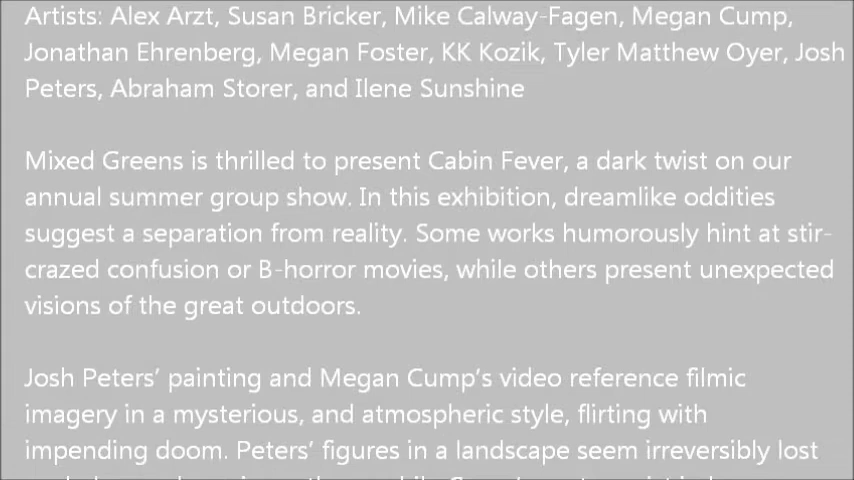 Artists: Alex Arzt, Susan Bricker, Mike Calway-Fagen, Megan Cump,
Jonathan Ehrenberg, Megan Foster, KK Kozik, Tyler Matthew Oyer, Josh
Peters, Abraham Storer, and Ilene Sunshine
Mixed Greens is thrilled to present Cabin Fever, a dark twist on our
annual summer group show. In this exhibition, dreamlike oddities
suggest a separation from reality. Some works humorously hint at stir-
crazed confusion or B-horror movies, while others present unexpected
visions of the great outdoors.
Josh Peters’ painting and Megan Cump’s video reference filmic
imagery in a mysterious, and atmospheric style, flirting with
impending doom. Peters’ figures in a landscape seem irreversibly lost